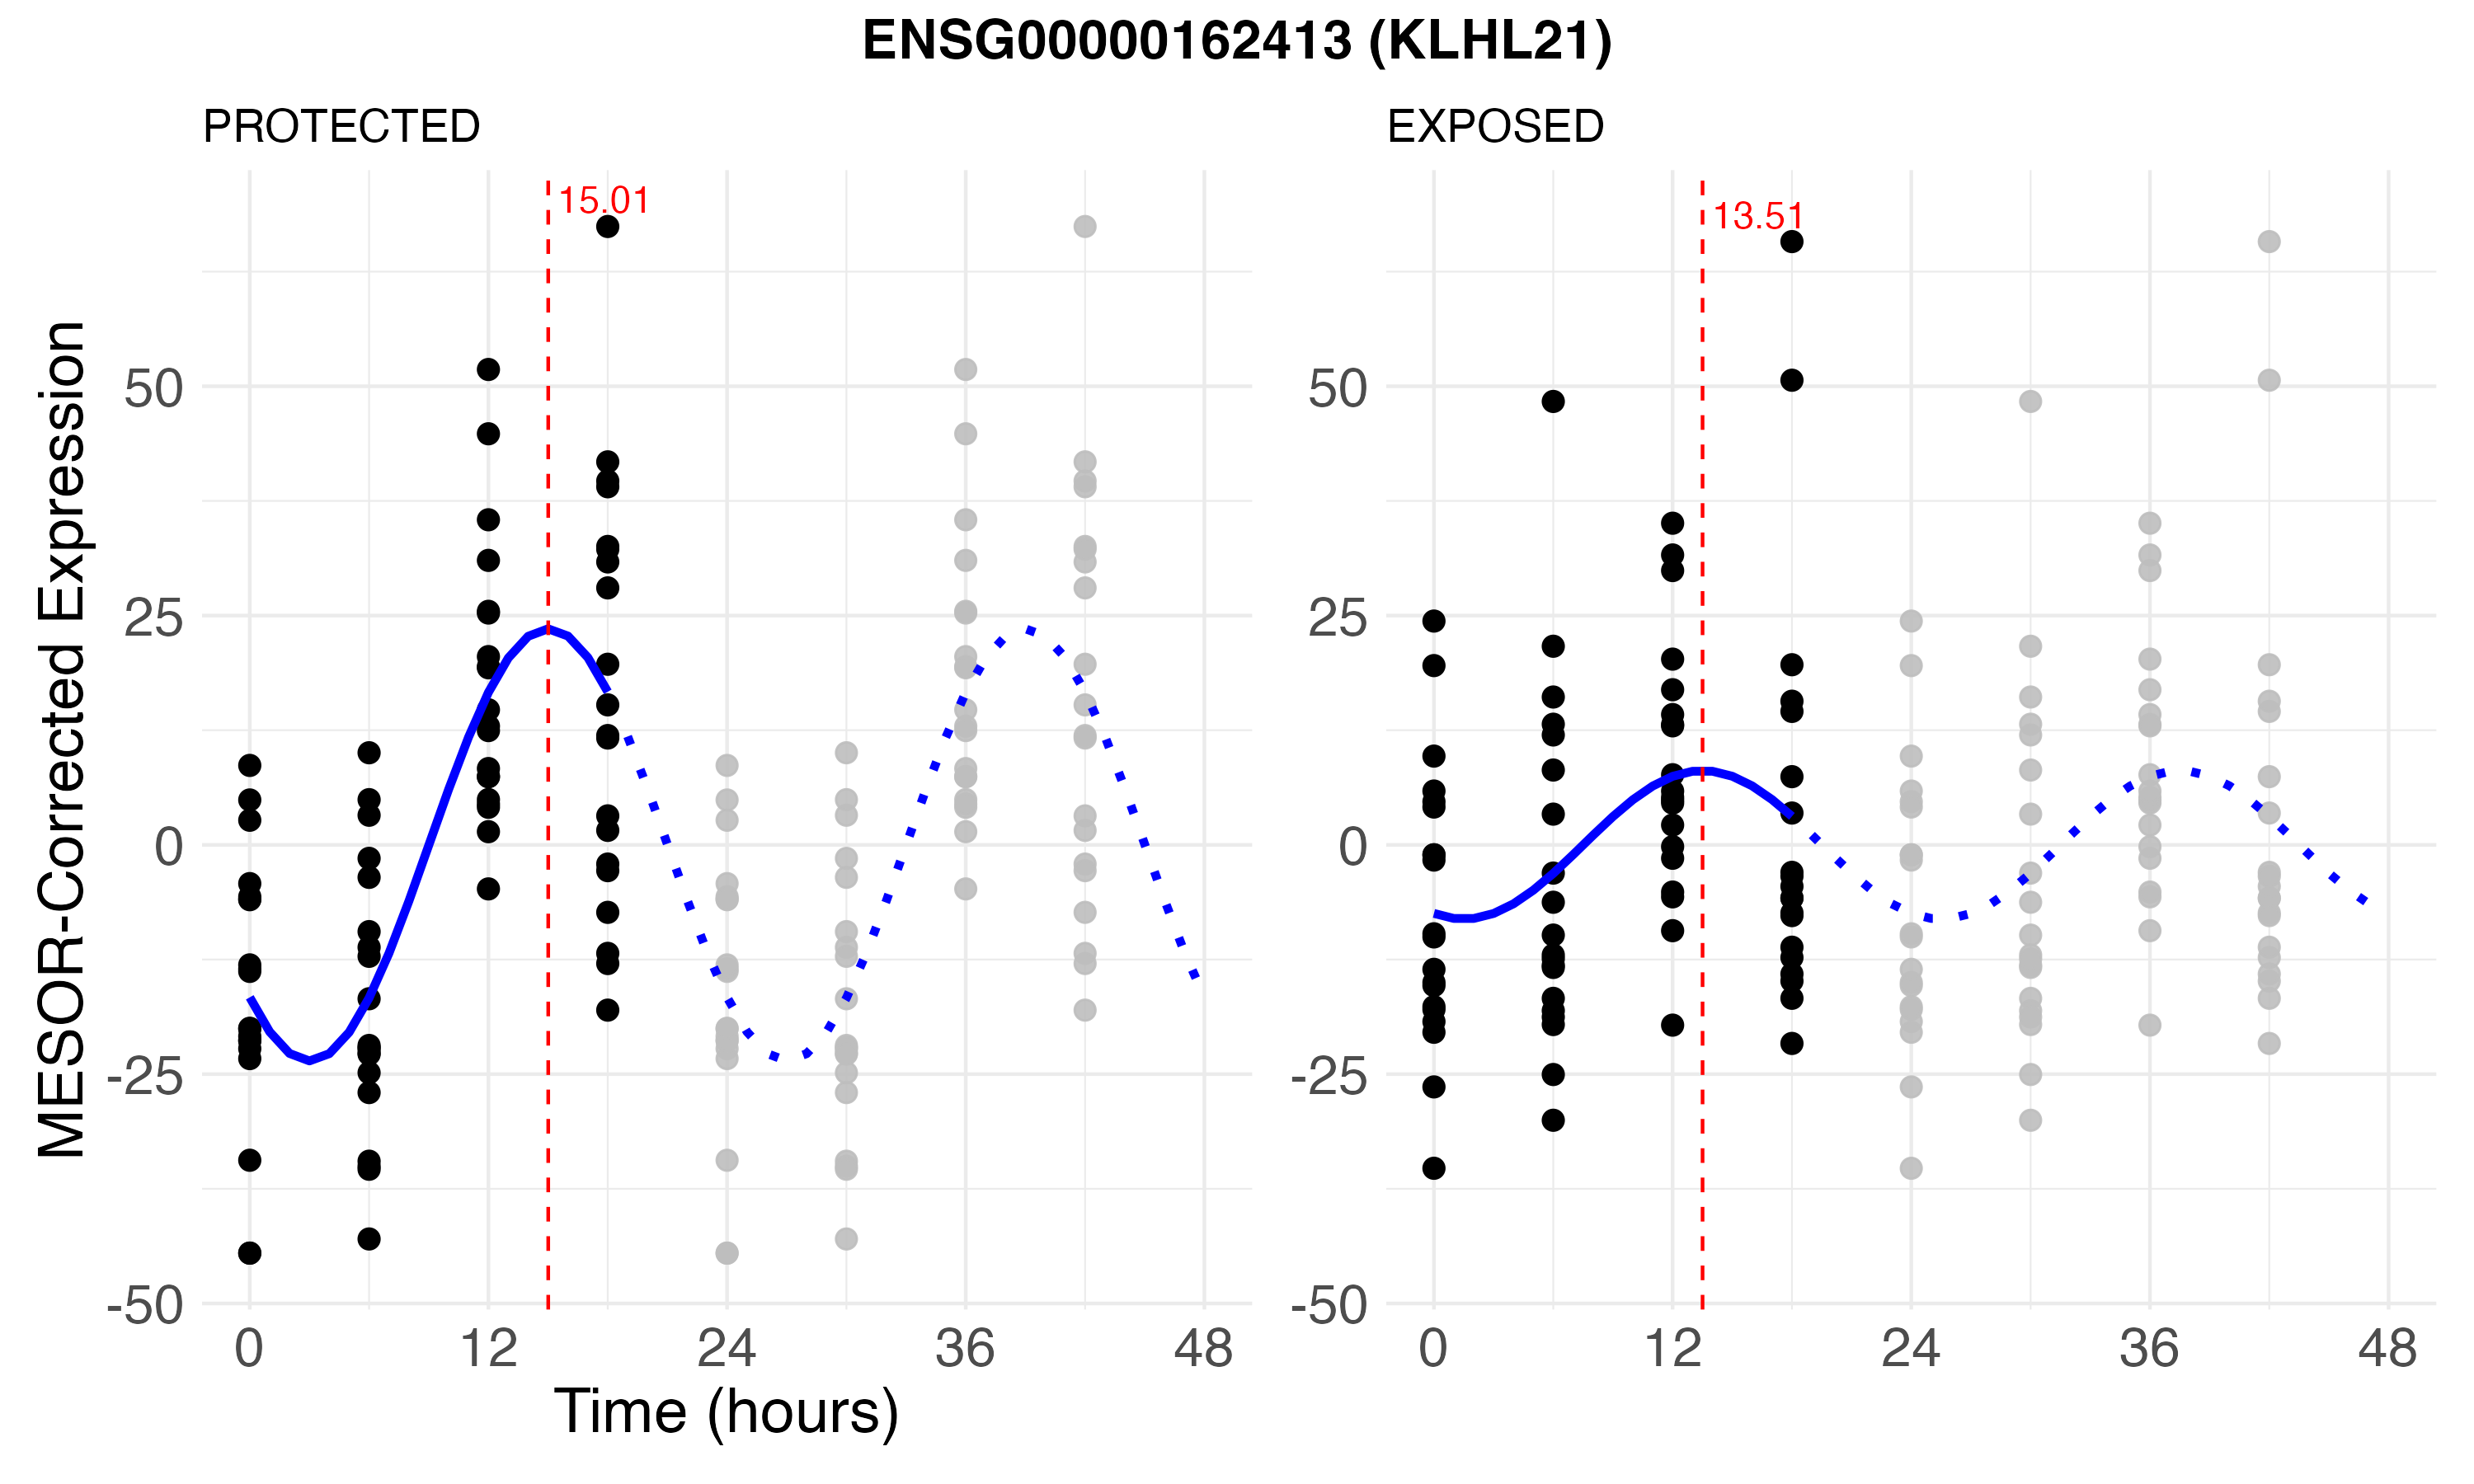 ENSG00000162413 (KLHL21)
PROTECTED
EXPOSED
15.01
13.51
MESOR-Corrected Expression
50
25
0
-25
-50
50
25
0
-25
-50
0 12 24 36 48
0 12 24 36 48
Time (hours)